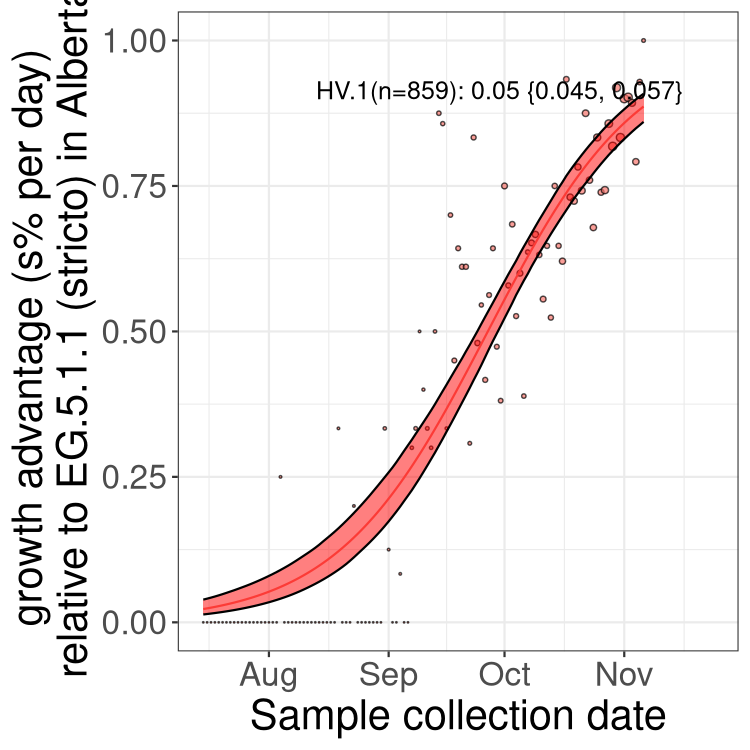 growth advantage (s% per day)
relative to EG.5.1.1 (stricto) in Alberta
1.00
0.75
0.50
0.25
0.00
HV.1(n=859): 0.05 {0.045, 0.057}
Aug Sep Oct Nov
Sample collection date